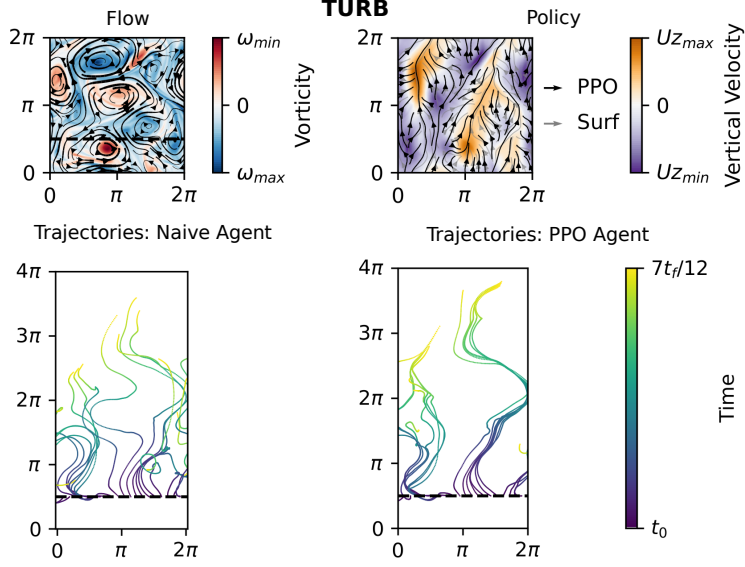 TURB
Flow
2π
π
0
0
π
2π
ω_min
0
ω_max
Vorticity
Policy
2π
π
0
0
π
2π
PPO
Surf
Uz_max
0
Uz_min
Vertical Velocity
Trajectories: Naive Agent
4π
3π
2π
π
0
0
π
2π
Trajectories: PPO Agent
4π
3π
2π
π
0
0
π
2π
7t_f/12
t_0
Time